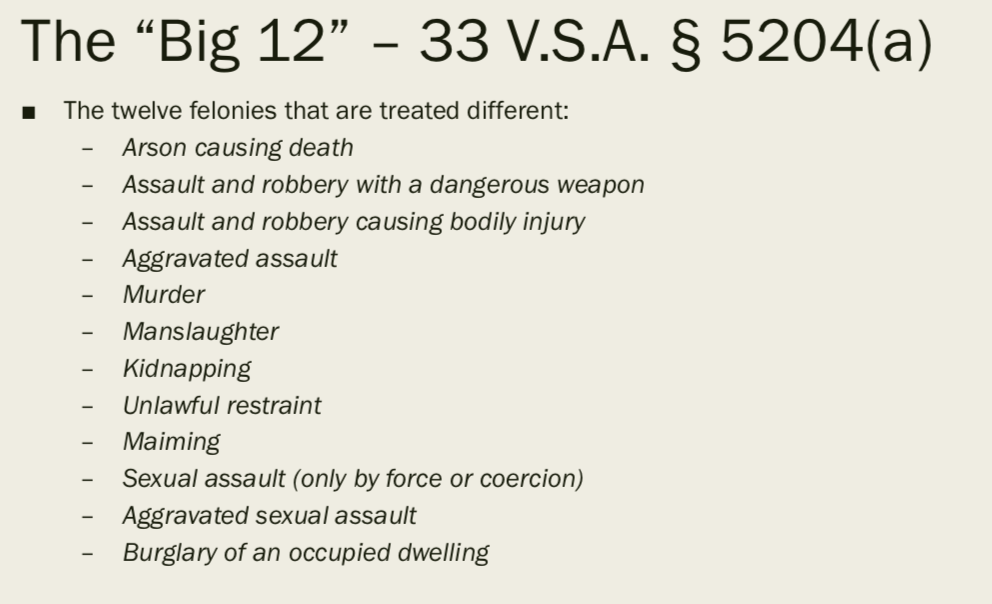 The “Big 12” – 33 V.S.A. § 5204(a)
■ The twelve felonies that are treated different:
– Arson causing death
– Assault and robbery with a dangerous weapon
– Assault and robbery causing bodily injury
– Aggravated assault
– Murder
– Manslaughter
– Kidnapping
– Unlawful restraint
– Maiming
– Sexual assault (only by force or coercion)
– Aggravated sexual assault
– Burglary of an occupied dwelling